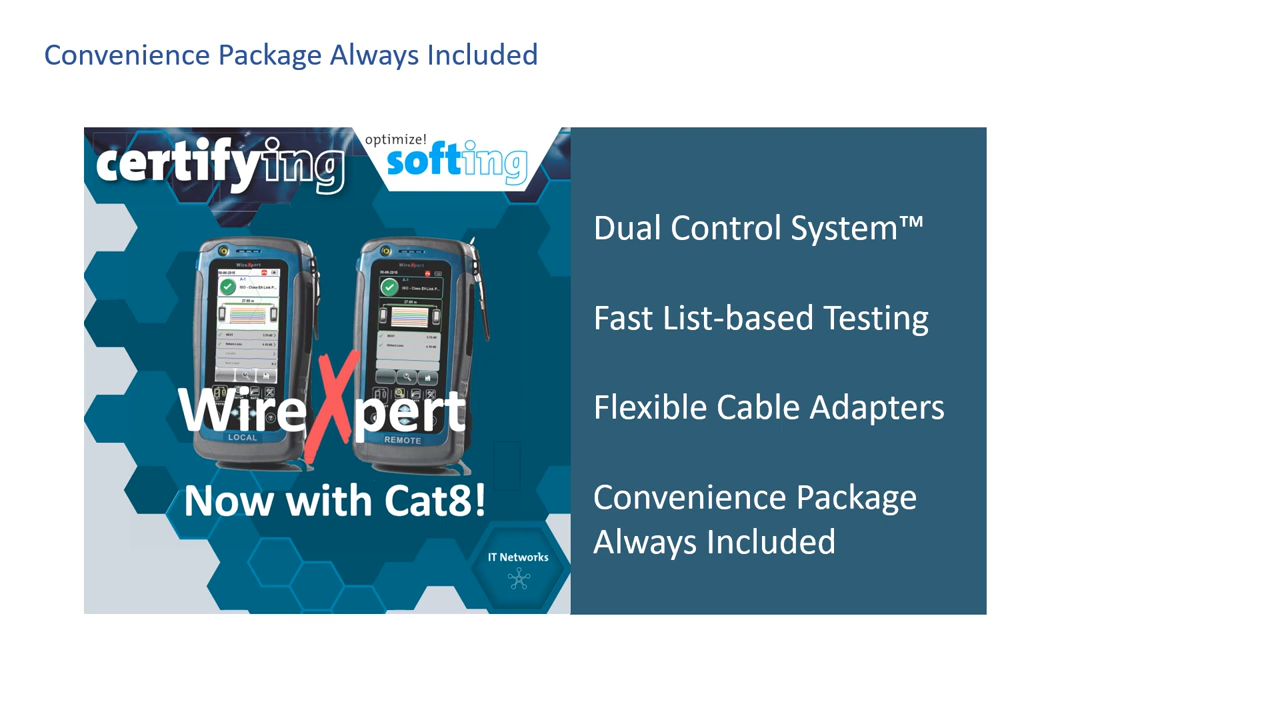 Convenience Package Always Included
certifying
optimize!
softing
WireXpert
LOCAL
REMOTE
Now with Cat8!
IT Networks
Dual Control System™
Fast List-based Testing
Flexible Cable Adapters
Convenience Package
Always Included